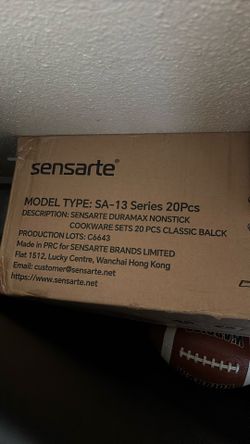 sensarte®
MODEL TYPE: SA-13 Series 20Pcs
DESCRIPTION: SENSARTE DURAMAX NONSTICK
COOKWARE SETS 20 PCS CLASSIC BALCK
PRODUCTION LOTS: C6643
Made in PRC for SENSARTE BRANDS LIMITED
Flat 1512, Lucky Centre, Wanchai Hong Kong
Email: customer@sensarte.net
https://www.sensarte.net